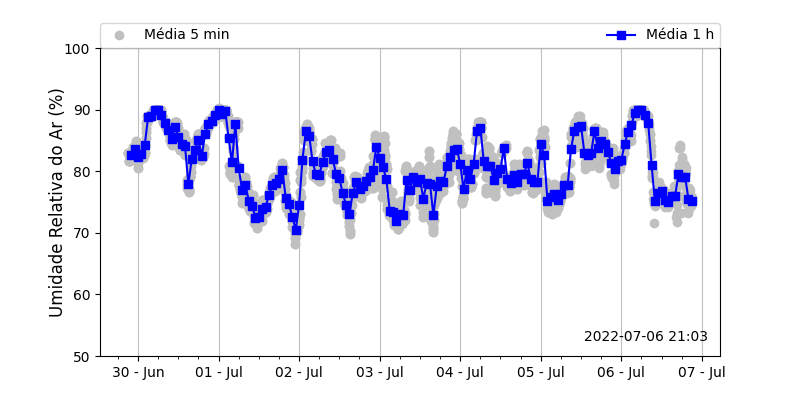 Média 5 min
Média 1 h
100
90
80
70
60
50
Umidade Relativa do Ar (%)
2022-07-06 21:03
30 - Jun
01 - Jul
02 - Jul
03 - Jul
04 - Jul
05 - Jul
06 - Jul
07 - Jul